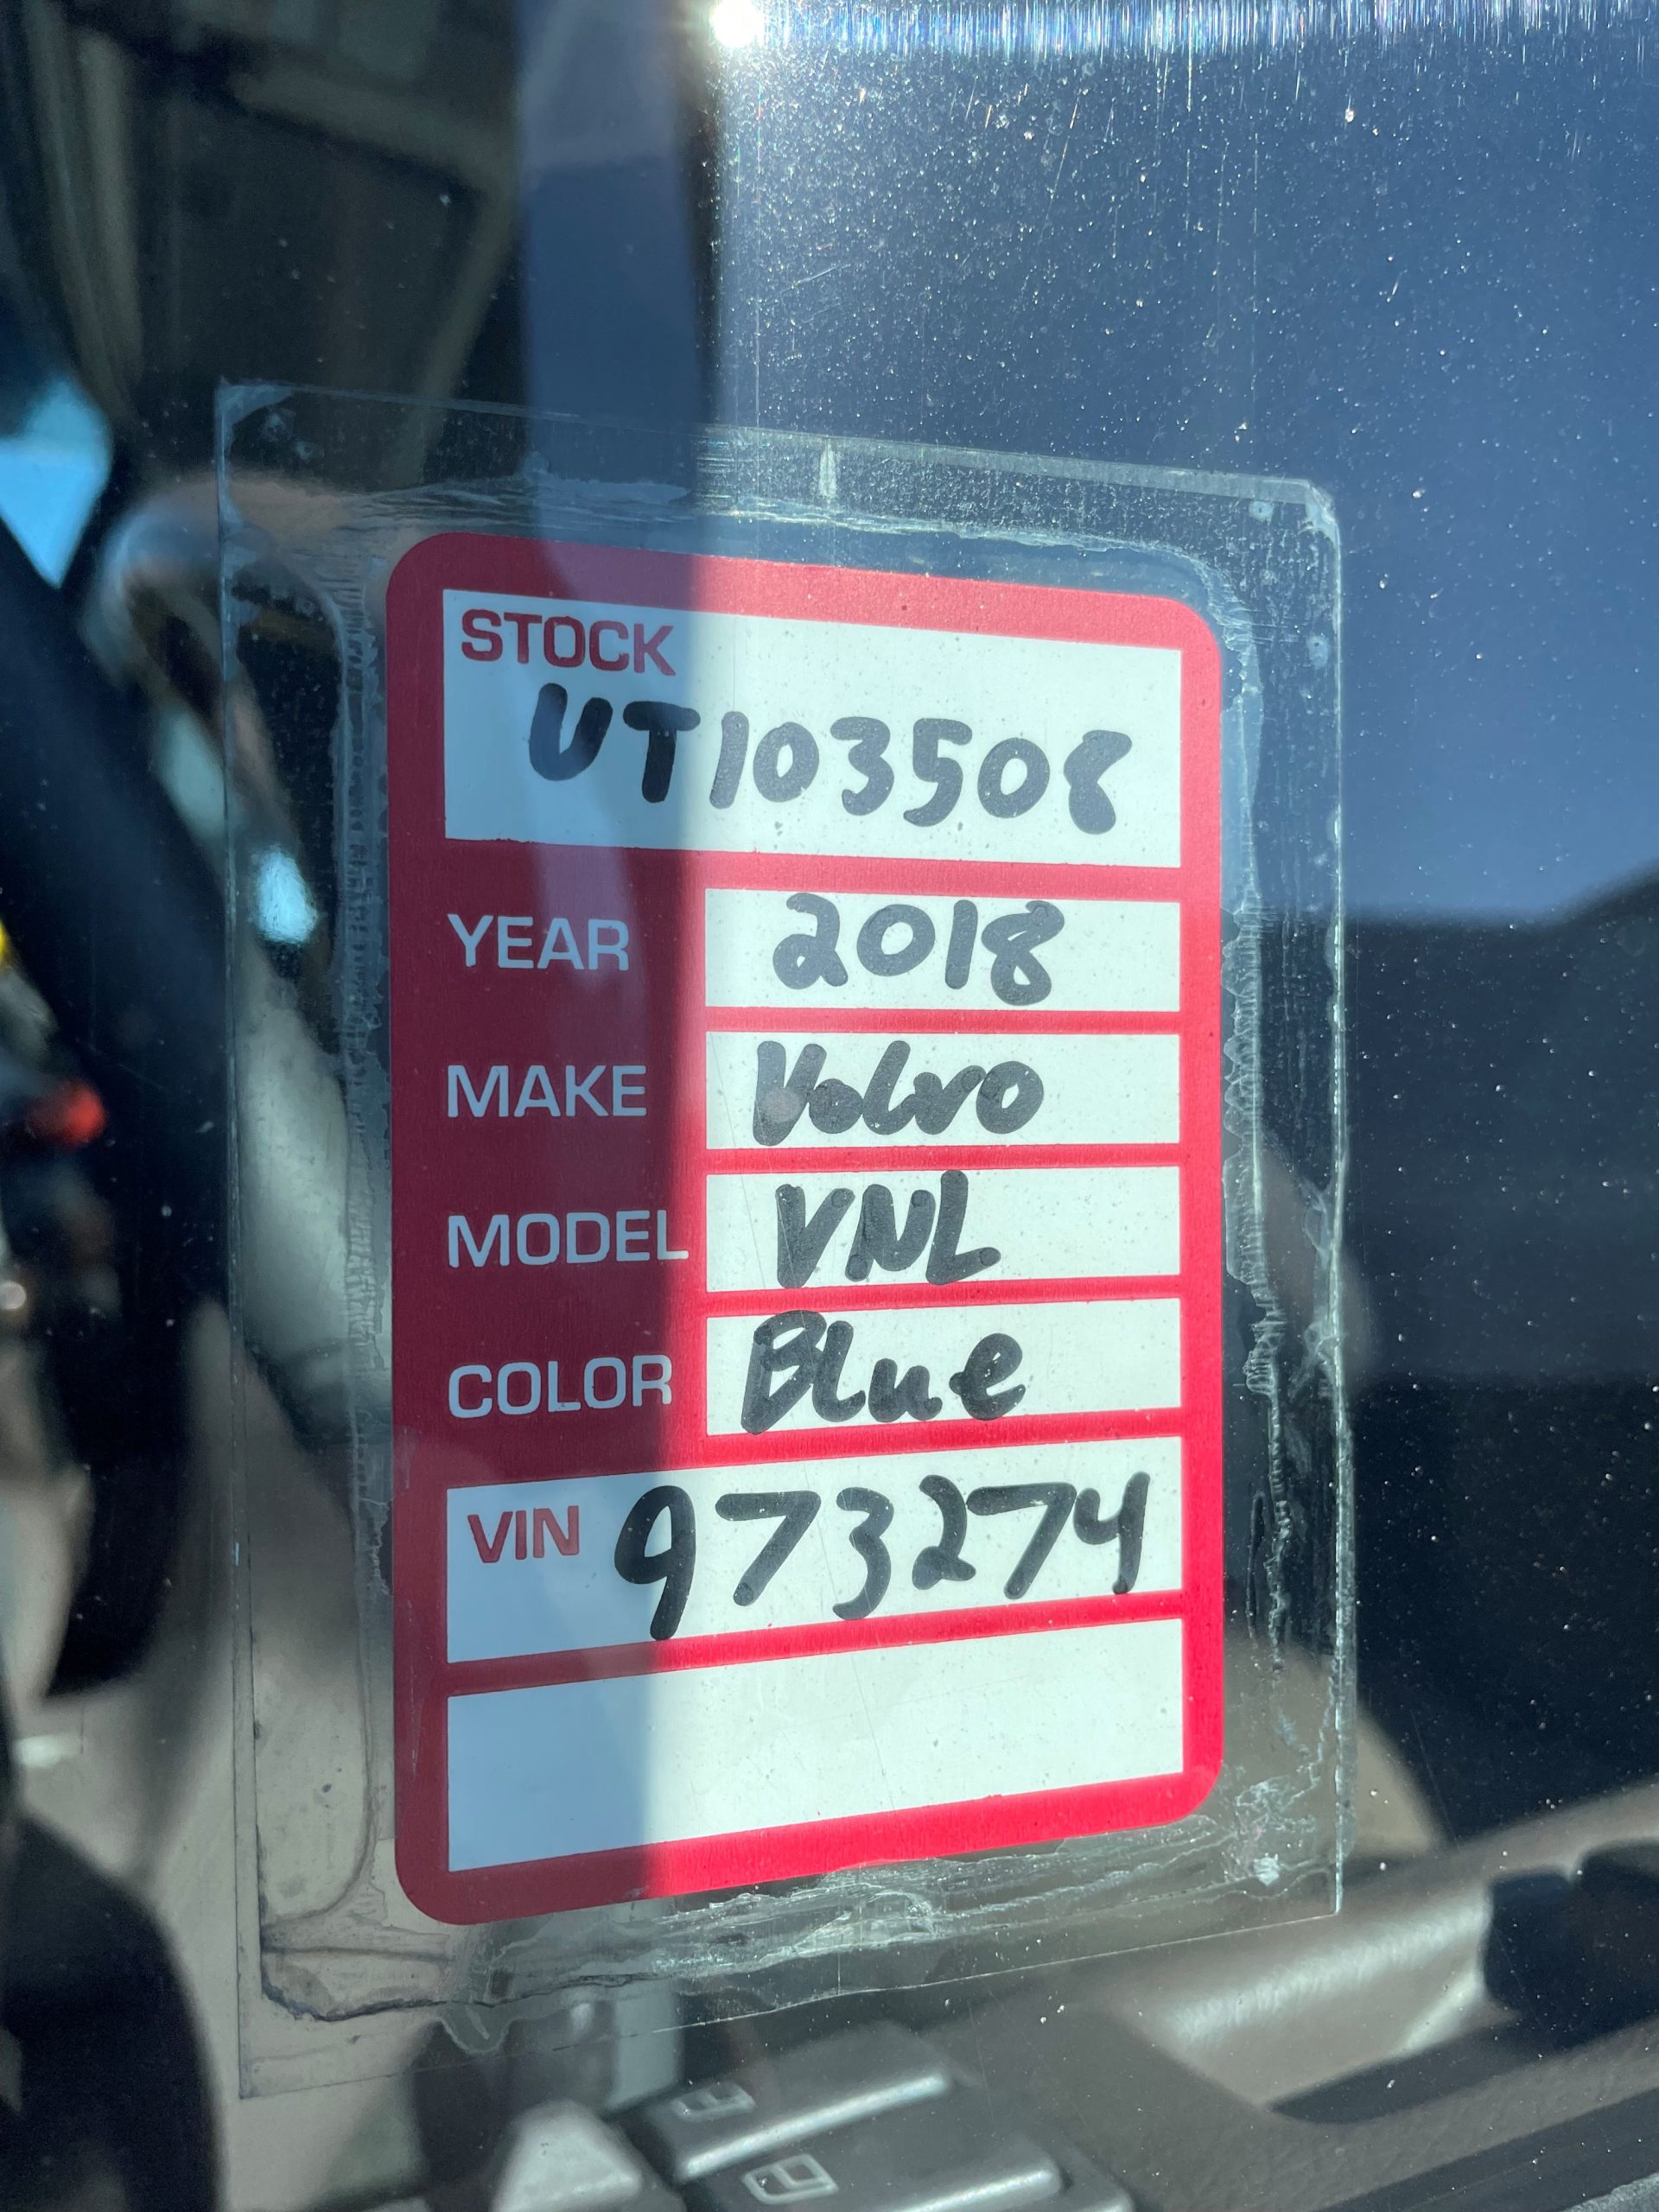 STOCK
UT103508
YEAR 2018
MAKE Volvo
MODEL VNL
COLOR BLue
VIN 973274